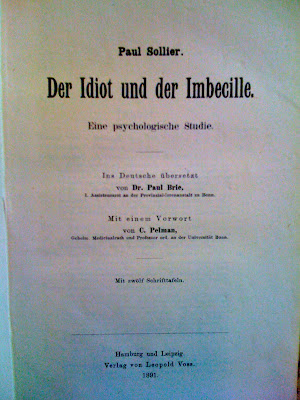 Paul Sollier.
Der Idiot und der Imbecille.
Eine psychologische Studie.
Ins Deutsche übersetzt
von Dr. Paul Brie,
I. Assistenzarzt an der Provinzial-Irrenanstalt zu Bonn.
Mit einem Vorwort
von C. Pelman,
Geheim. Medicinalrath und Professor ord. an der Universität Bonn.
Mit zwölf Schrifttafeln.
Hamburg und Leipzig.
Verlag von Leopold Voss.
1891.